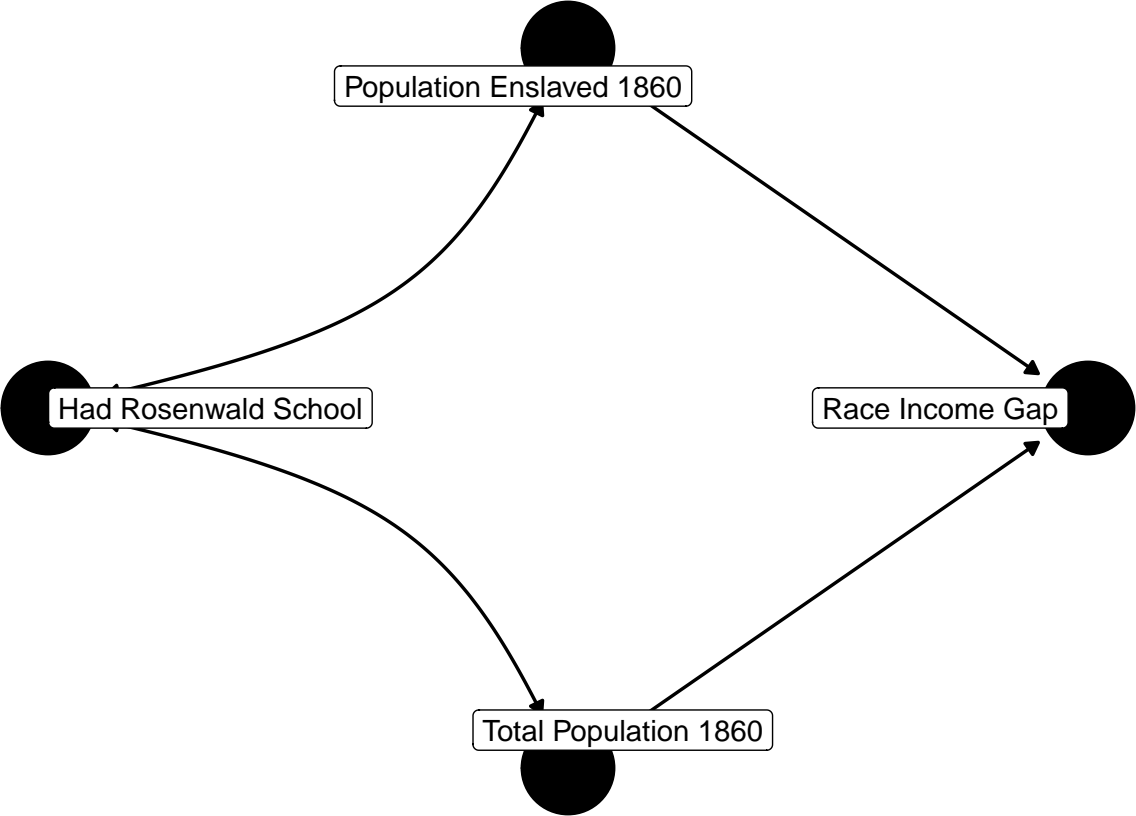 Population Enslaved 1860
Had Rosenwald School
Race Income Gap
Total Population 1860